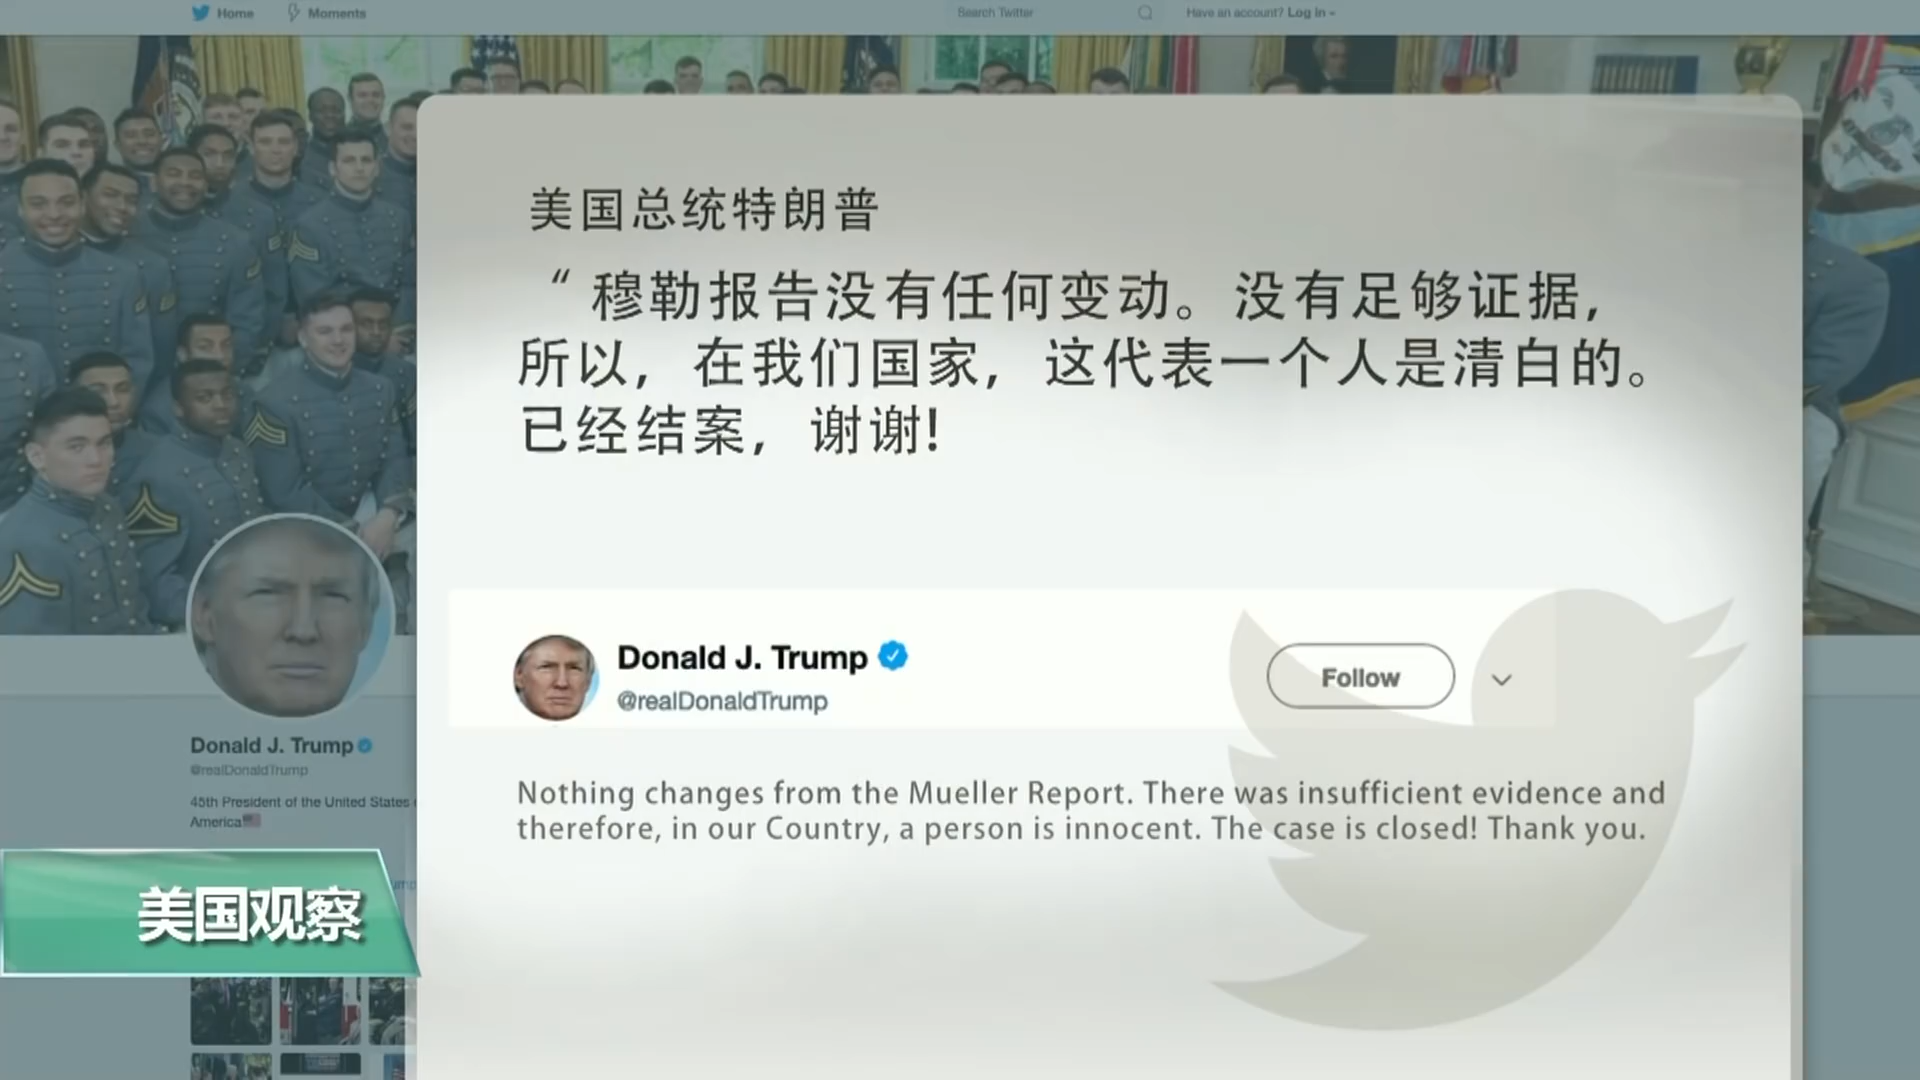 Home
Moments
Search Twitter
Have an account? Log in
美国总统特朗普
“穆勒报告没有任何变动。没有足够证据,
所以, 在我们国家, 这代表一个人是清白的。
已经结案, 谢谢!
Donald J. Trump
@realDonaldTrump
Follow
Nothing changes from the Mueller Report. There was insufficient evidence and
therefore, in our Country, a person is innocent. The case is closed! Thank you.
Donald J. Trump
@realDonaldTrump
45th President of the United States
America
美国观察